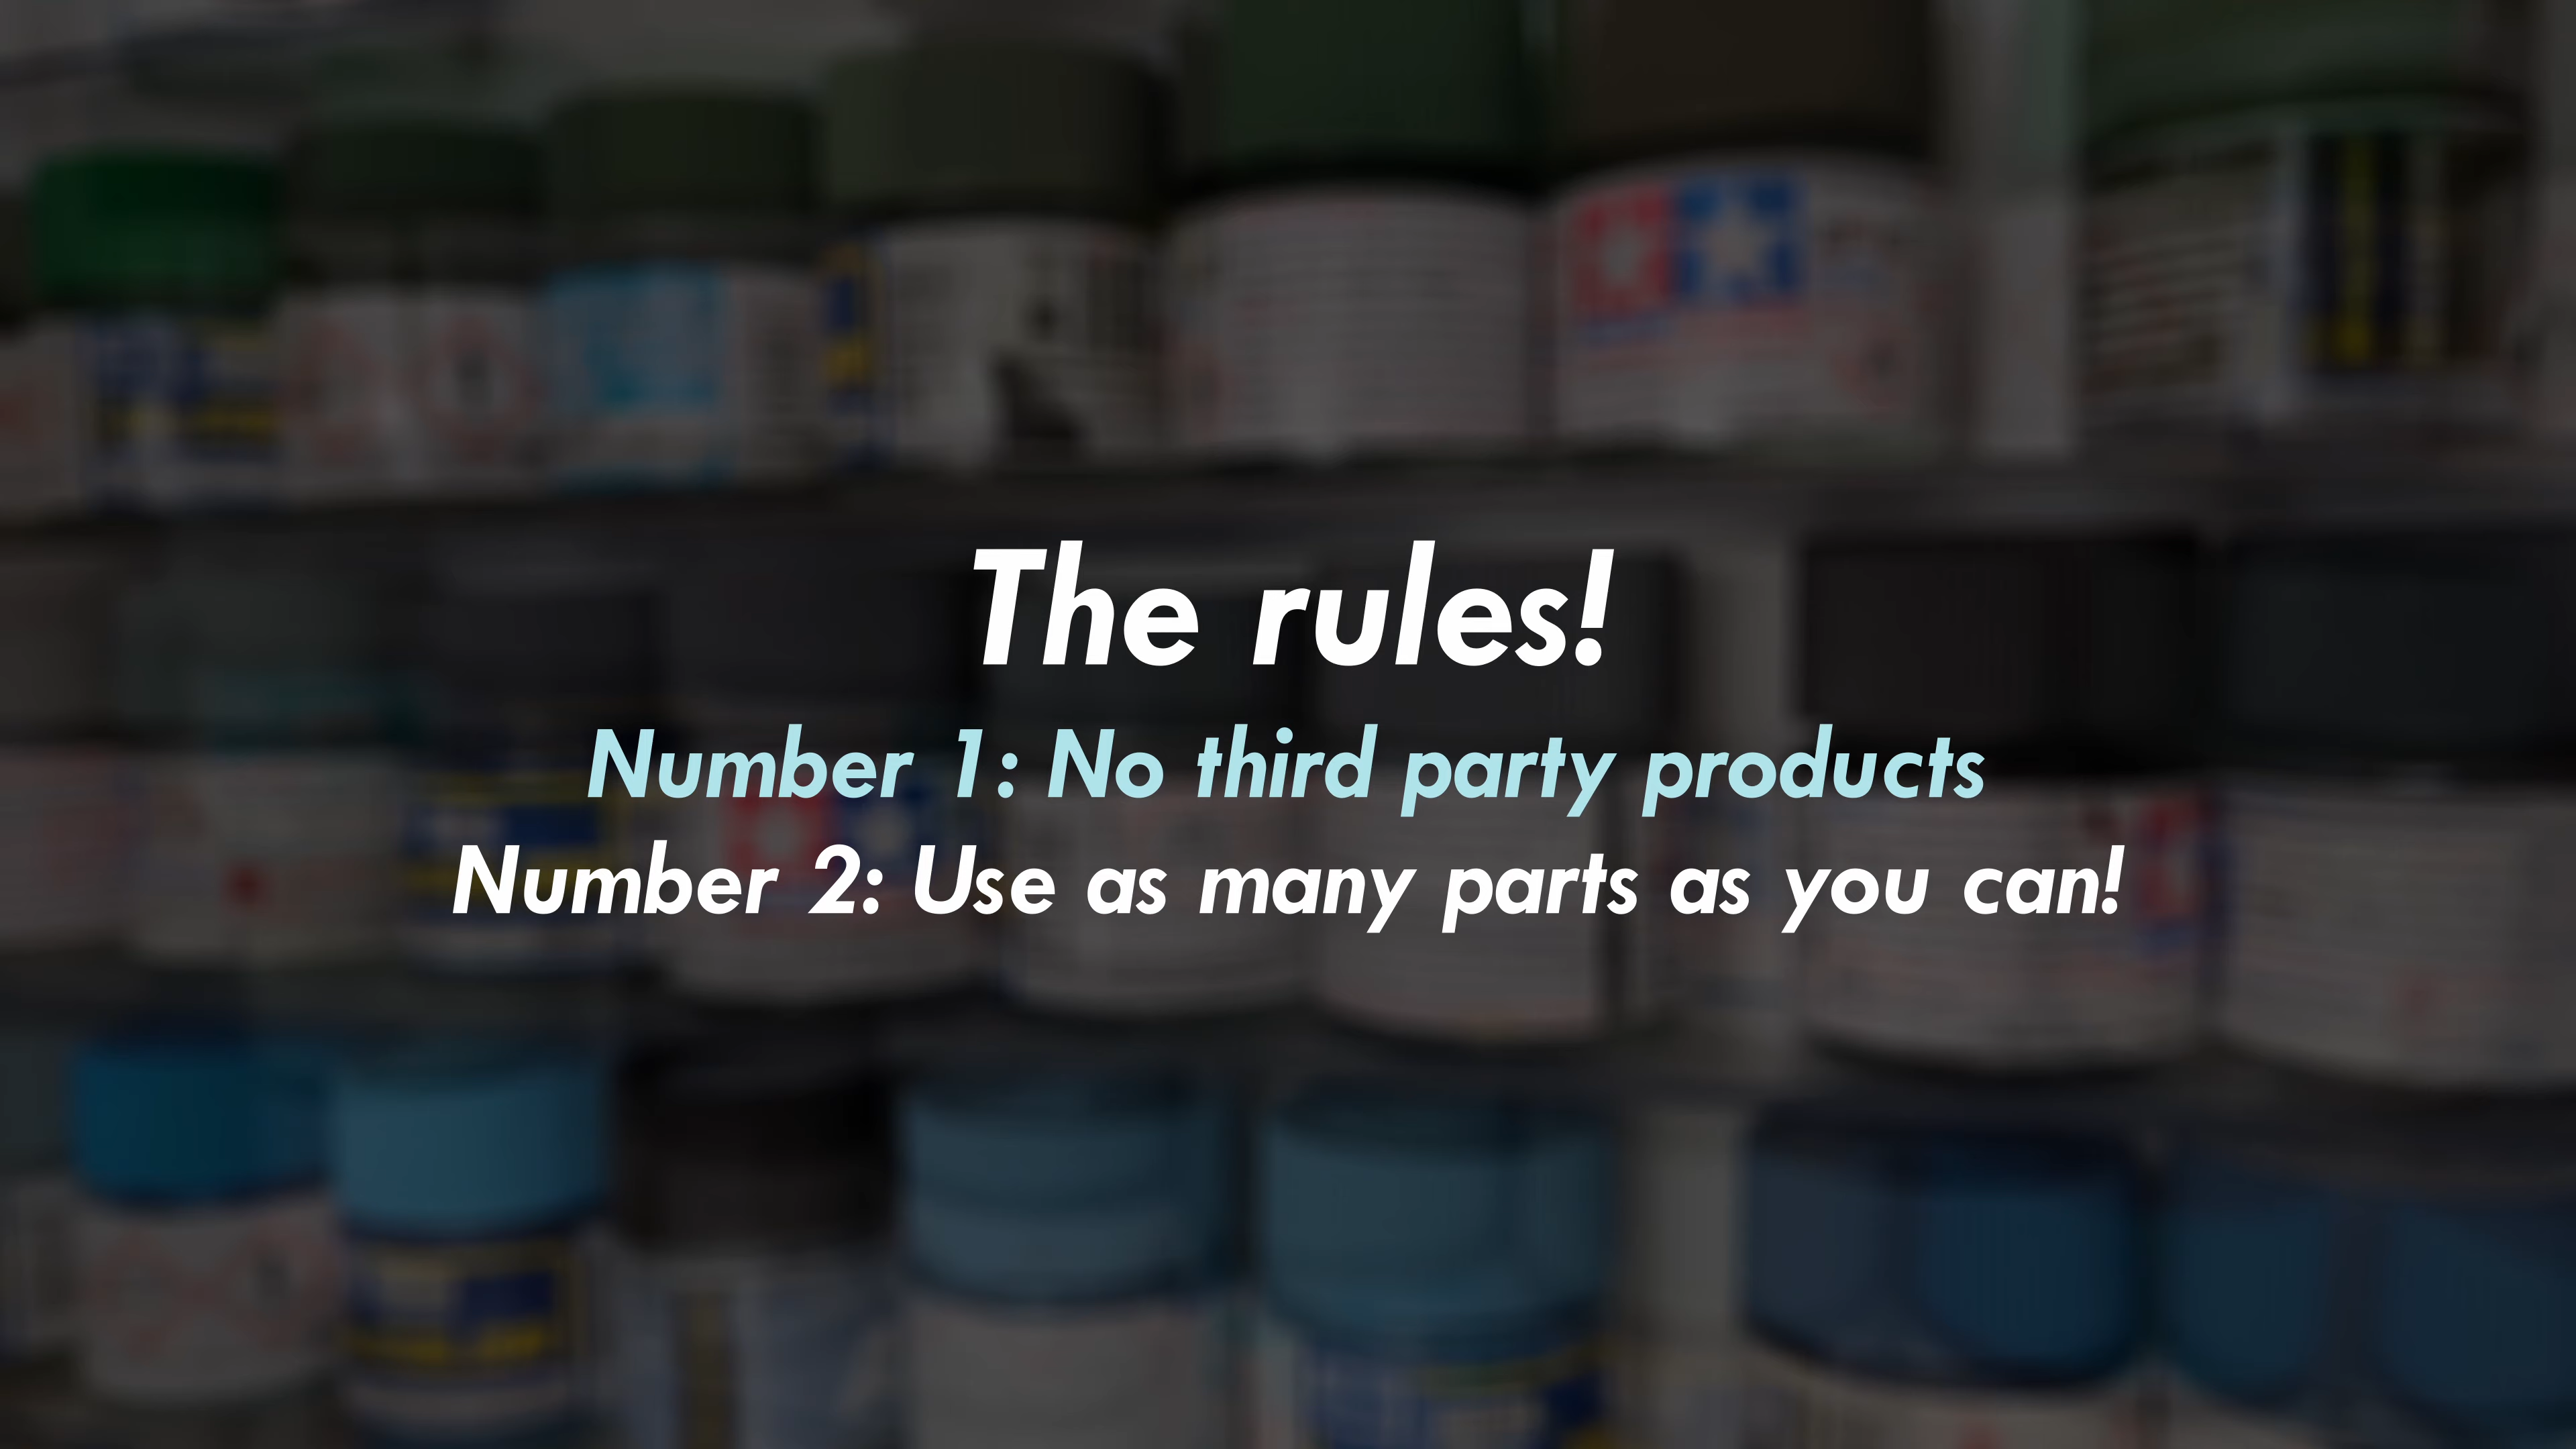 The rules!
Number 1: No third party products
Number 2: Use as many parts as you can!